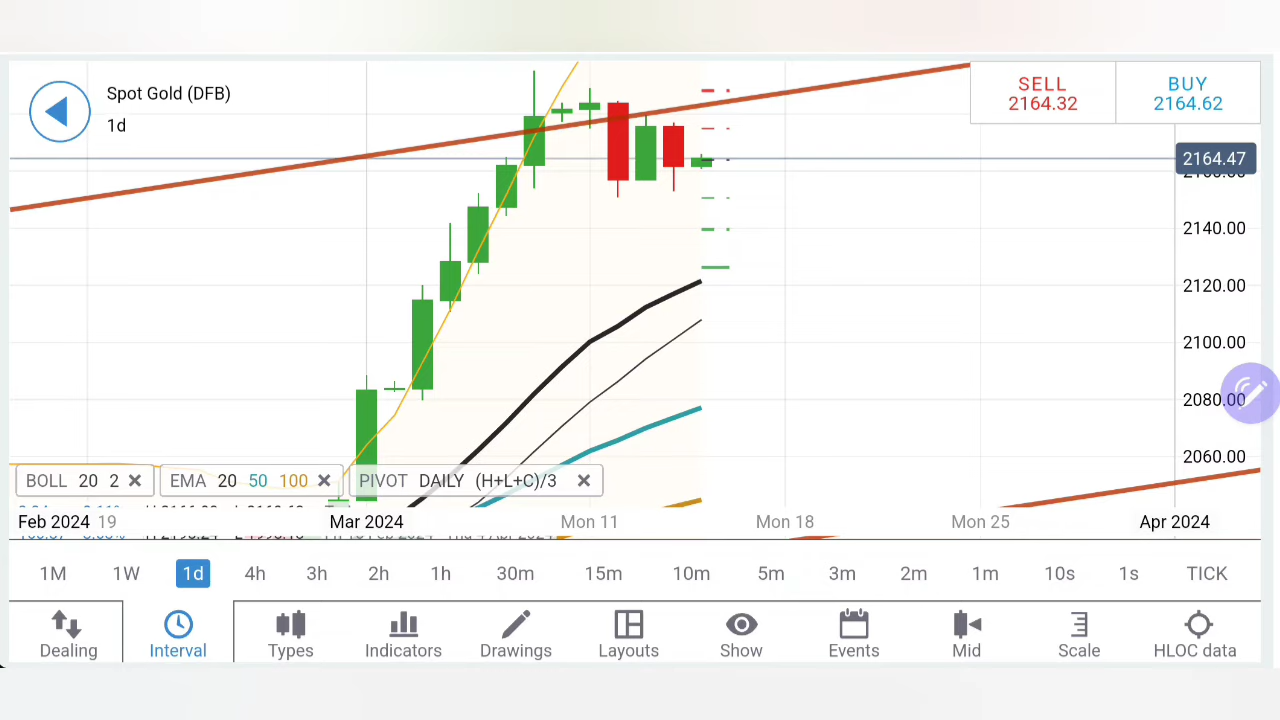 Spot Gold (DFB)
1d
SELL
2164.32
BUY
2164.62
2164.47
2140.00
2120.00
2100.00
2080.00
2060.00
BOLL 20 2
EMA 20 50 100
PIVOT DAILY (H+L+C)/3
Feb 2024 19 Mar 2024 Mon 11 Mon 18 Mon 25 Apr 2024
1M 1W 1d 4h 3h 2h 1h 30m 15m 10m 5m 3m 2m 1m 10s 1s TICK
Dealing Interval Types Indicators Drawings Layouts Show Events Mid Scale HLOC data